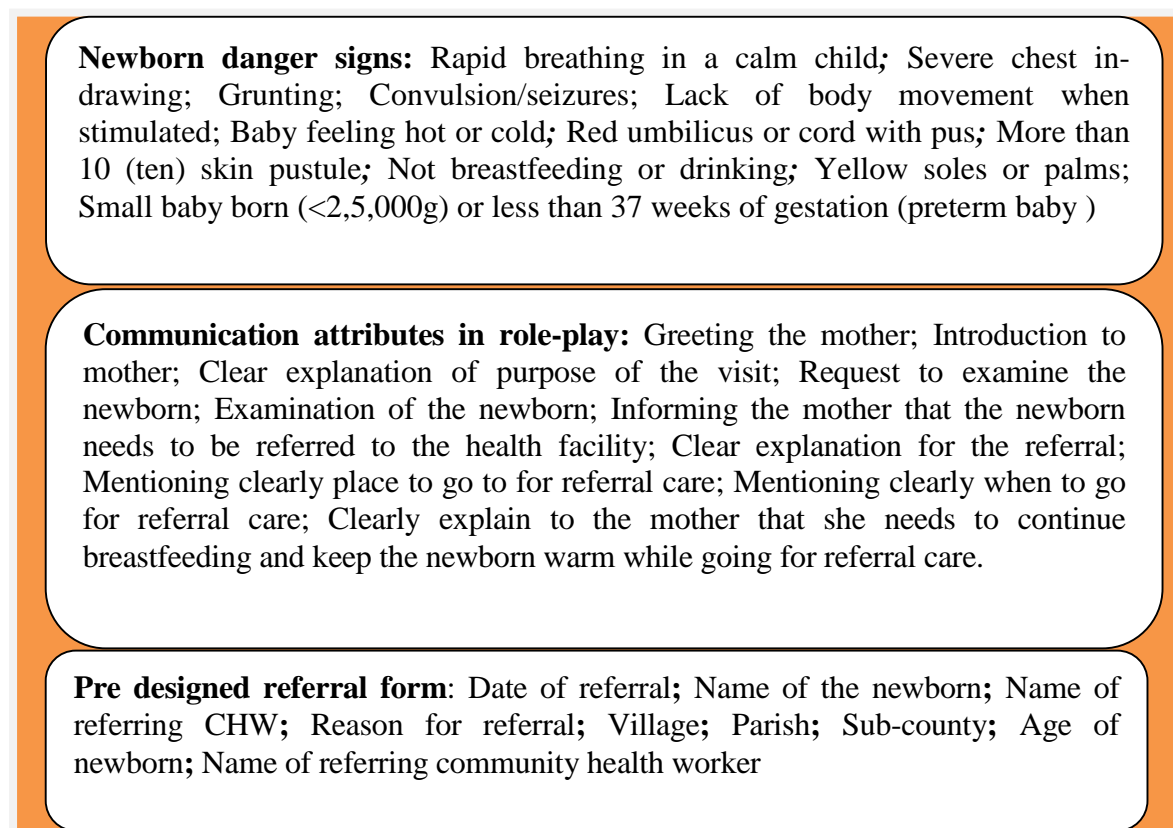 Newborn danger signs: Rapid breathing in a calm child; Severe chest in-
drawing; Grunting; Convulsion/seizures; Lack of body movement when
stimulated; Baby feeling hot or cold; Red umbilicus or cord with pus; More than
10 (ten) skin pustule; Not breastfeeding or drinking; Yellow soles or palms;
Small baby born (<2,5,000g) or less than 37 weeks of gestation (preterm baby )
Communication attributes in role-play: Greeting the mother; Introduction to
mother; Clear explanation of purpose of the visit; Request to examine the
newborn; Examination of the newborn; Informing the mother that the newborn
needs to be referred to the health facility; Clear explanation for the referral;
Mentioning clearly place to go to for referral care; Mentioning clearly when to go
for referral care; Clearly explain to the mother that she needs to continue
breastfeeding and keep the newborn warm while going for referral care.
Pre designed referral form: Date of referral; Name of the newborn; Name of
referring CHW; Reason for referral; Village; Parish; Sub-county; Age of
newborn; Name of referring community health worker